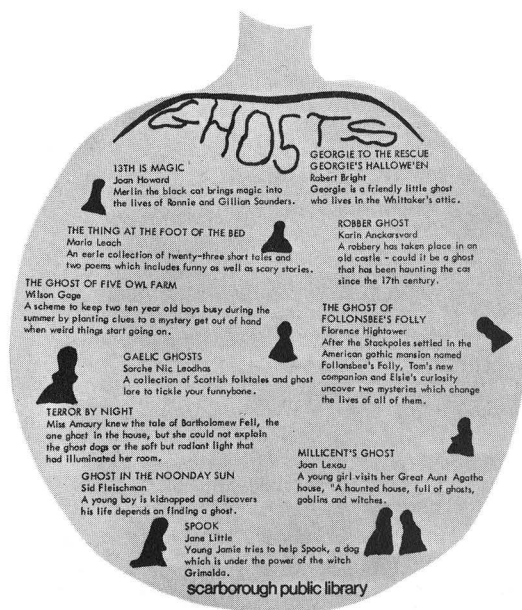 GHOSTS
13TH IS MAGIC
Joan Howard
Merlin the black cat brings magic into
the lives of Ronnie and Gillian Saunders.
GEORGIE TO THE RESCUE
GEORGIE'S HALLOWE'EN
Robert Bright
Georgie is a friendly little ghost
who lives in the Whittaker's attic.
THE THING AT THE FOOT OF THE BED
Maria Leach
An eerie collection of twenty-three short tales and
two poems which includes funny as well as scary stories.
ROBBER GHOST
Karin Anckarsvard
A robbery has taken place in an
old castle - could it be a ghost
that has been haunting the cas
since the 17th century.
THE GHOST OF FIVE OWL FARM
Wilson Gage
A scheme to keep two ten year old boys busy during the
summer by planting clues to a mystery get out of hand
when weird things start going on.
THE GHOST OF
FOLLONSBEE'S FOLLY
Florence Hightower
After the Stackpoles settled in the
American gothic mansion named
Follansbee's Folly, Tom's new
companion and Elsie's curiosity
uncover two mysteries which change
the lives of all of them.
GAELIC GHOSTS
Sorche Nic Leodhas
A collection of Scottish folktales and ghost
lore to tickle your funnybone.
TERROR BY NIGHT
Miss Amaury knew the tale of Bartholomew Fell, the
one ghost in the house, but she could not explain
the ghost dogs or the soft but radiant light that
had illuminated her room.
MILLICENT'S GHOST
Joan Lexau
A young girl visits her Great Aunt Agatha
house, "A haunted house, full of ghosts,
goblins and witches.
GHOST IN THE NOONDAY SUN
Sid Fleischman
A young boy is kidnapped and discovers
his life depends on finding a ghost.
SPOOK
Jane Little
Young Jamie tries to help Spook, a dog
which is under the power of the witch
Grimalda.
scarborough public library